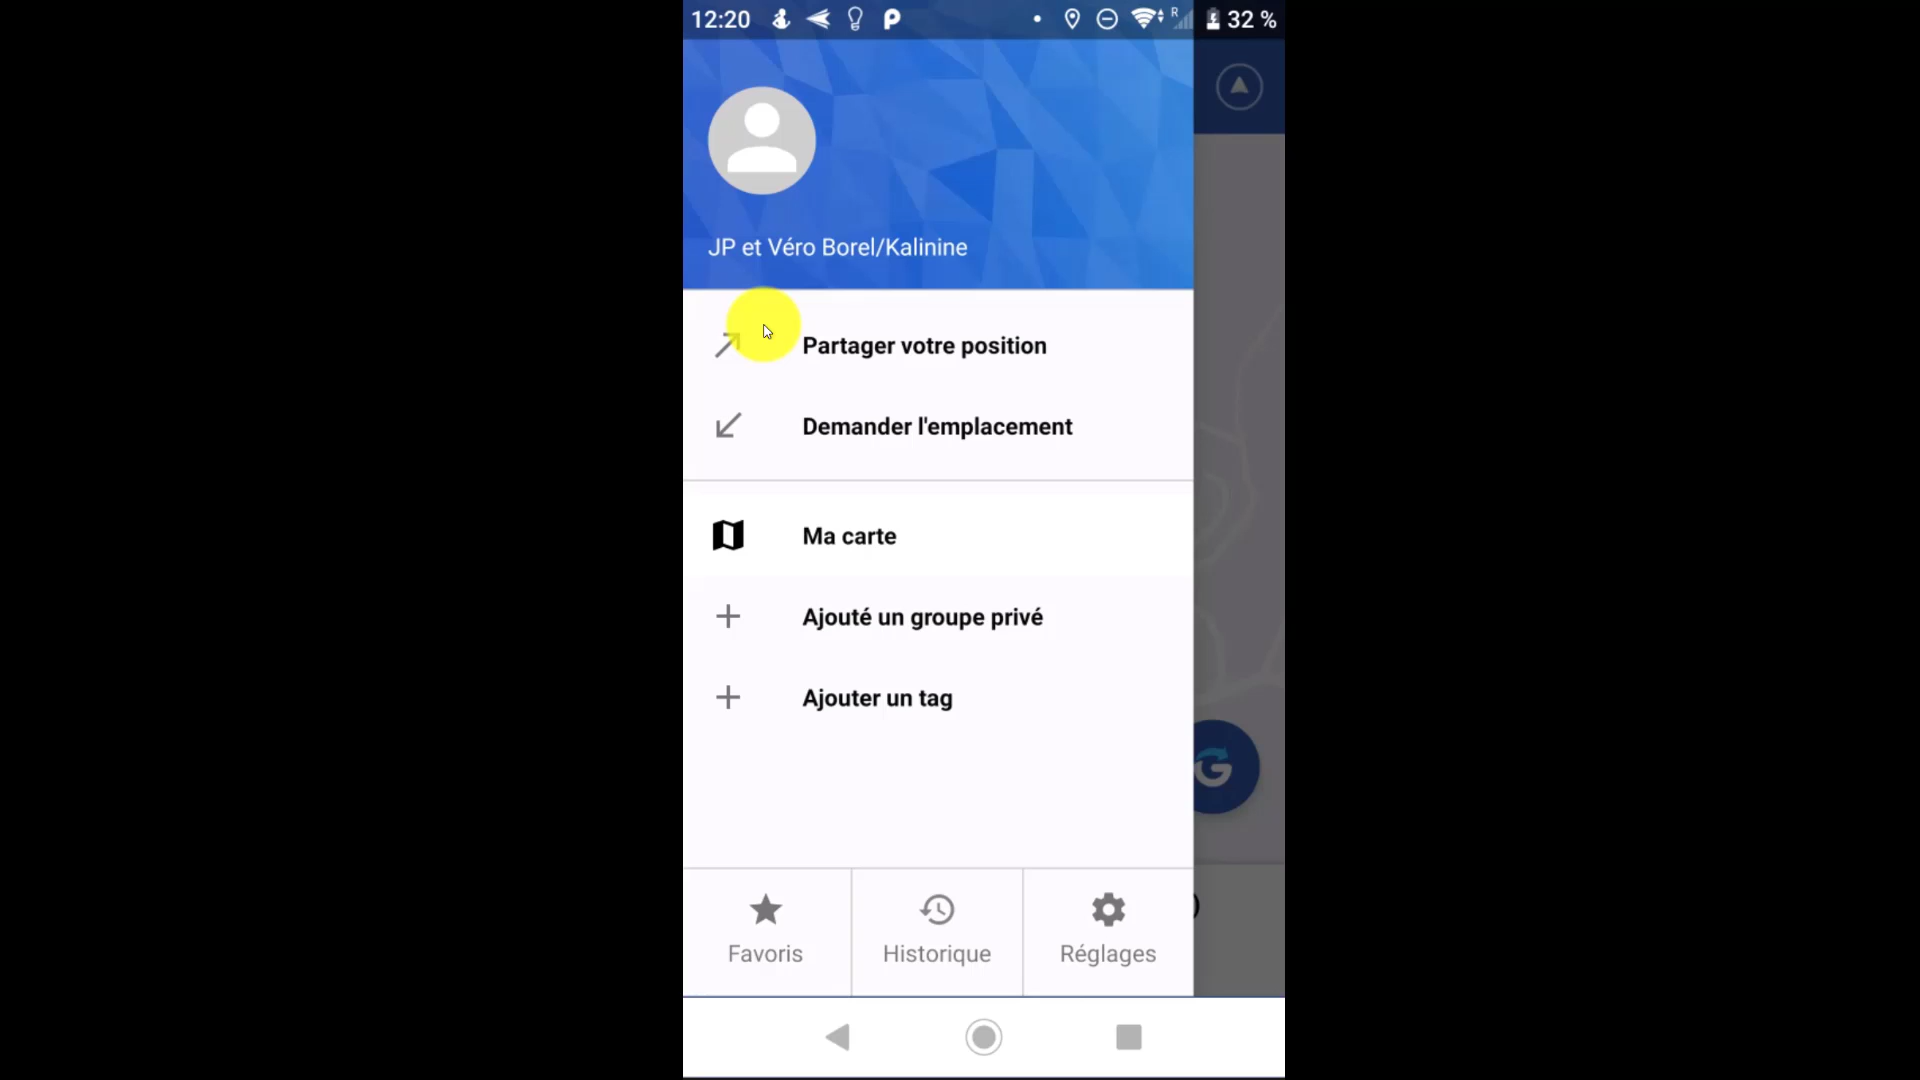 12:20
R
32 %
JP et Véro Borel/Kalinine
Partager votre position
Demander l'emplacement
Ma carte
Ajouté un groupe privé
Ajouter un tag
Favoris
Historique
Réglages
)